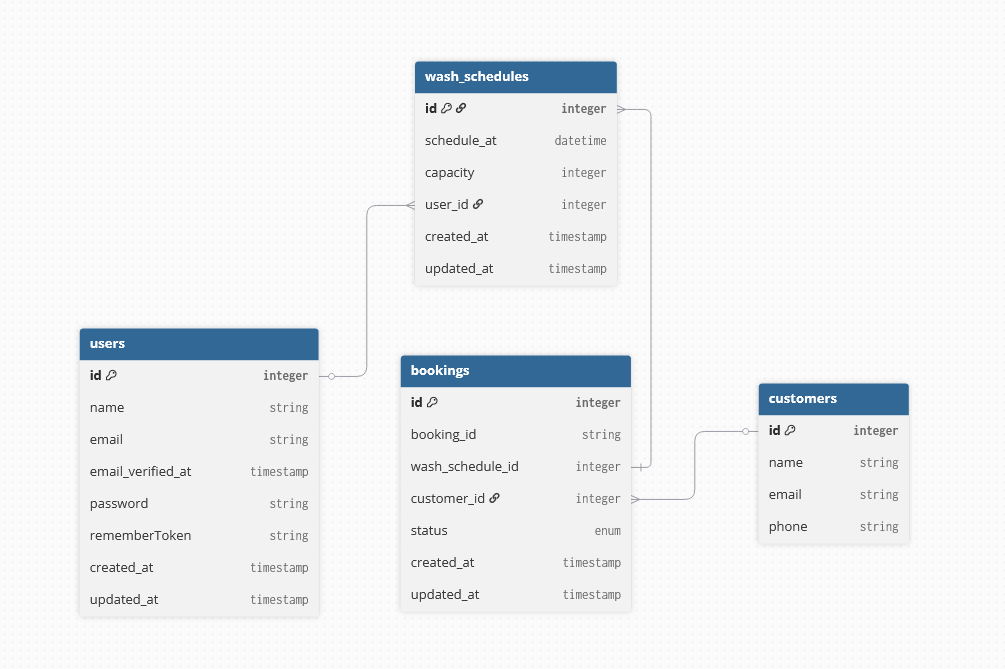 wash_schedules
id integer
schedule_at datetime
capacity integer
user_id integer
created_at timestamp
updated_at timestamp
users
id integer
name string
email string
email_verified_at timestamp
password string
rememberToken string
created_at timestamp
updated_at timestamp
bookings
id integer
booking_id string
wash_schedule_id integer
customer_id integer
status enum
created_at timestamp
updated_at timestamp
customers
id integer
name string
email string
phone string